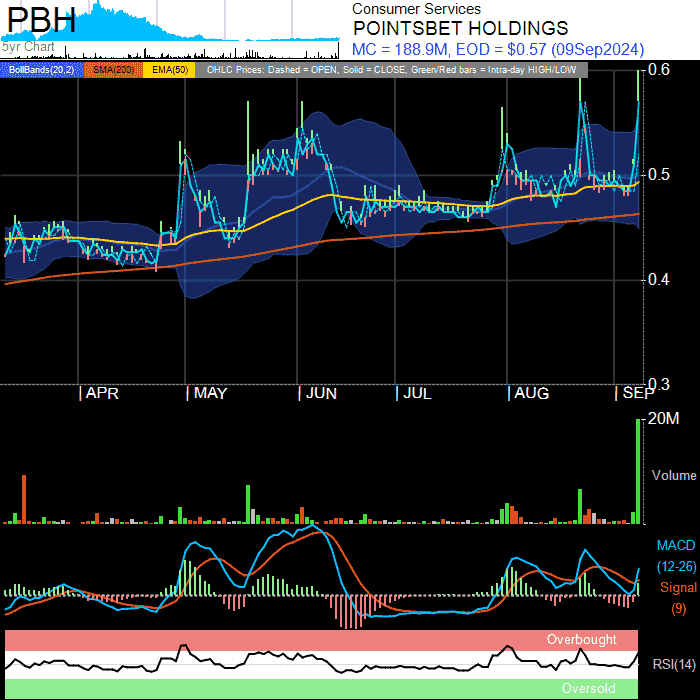 PBH
5yr Chart
Consumer Services
POINTSBET HOLDINGS
MC = 188.9M, EOD = $0.57 (09Sep2024)
BollBands(20,2) SMA(200) EMA(50) OHLC Prices: Dashed = OPEN, Solid = CLOSE, Green/Red bars = Intra-day HIGH/LOW
0.6
0.5
0.4
0.3
APR MAY JUN JUL AUG SEP
20M
Volume
MACD
(12-26)
Signal
(9)
Overbought
RSI(14)
Oversold